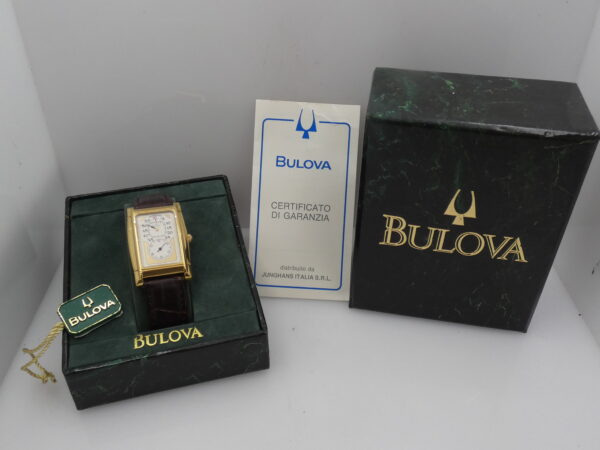 BULOVA
BULOVA
BULOVA
CERTIFICATO
DI GARANZIA
distribuito da
JUNGHANS ITALIA S.R.L.
BULOVA